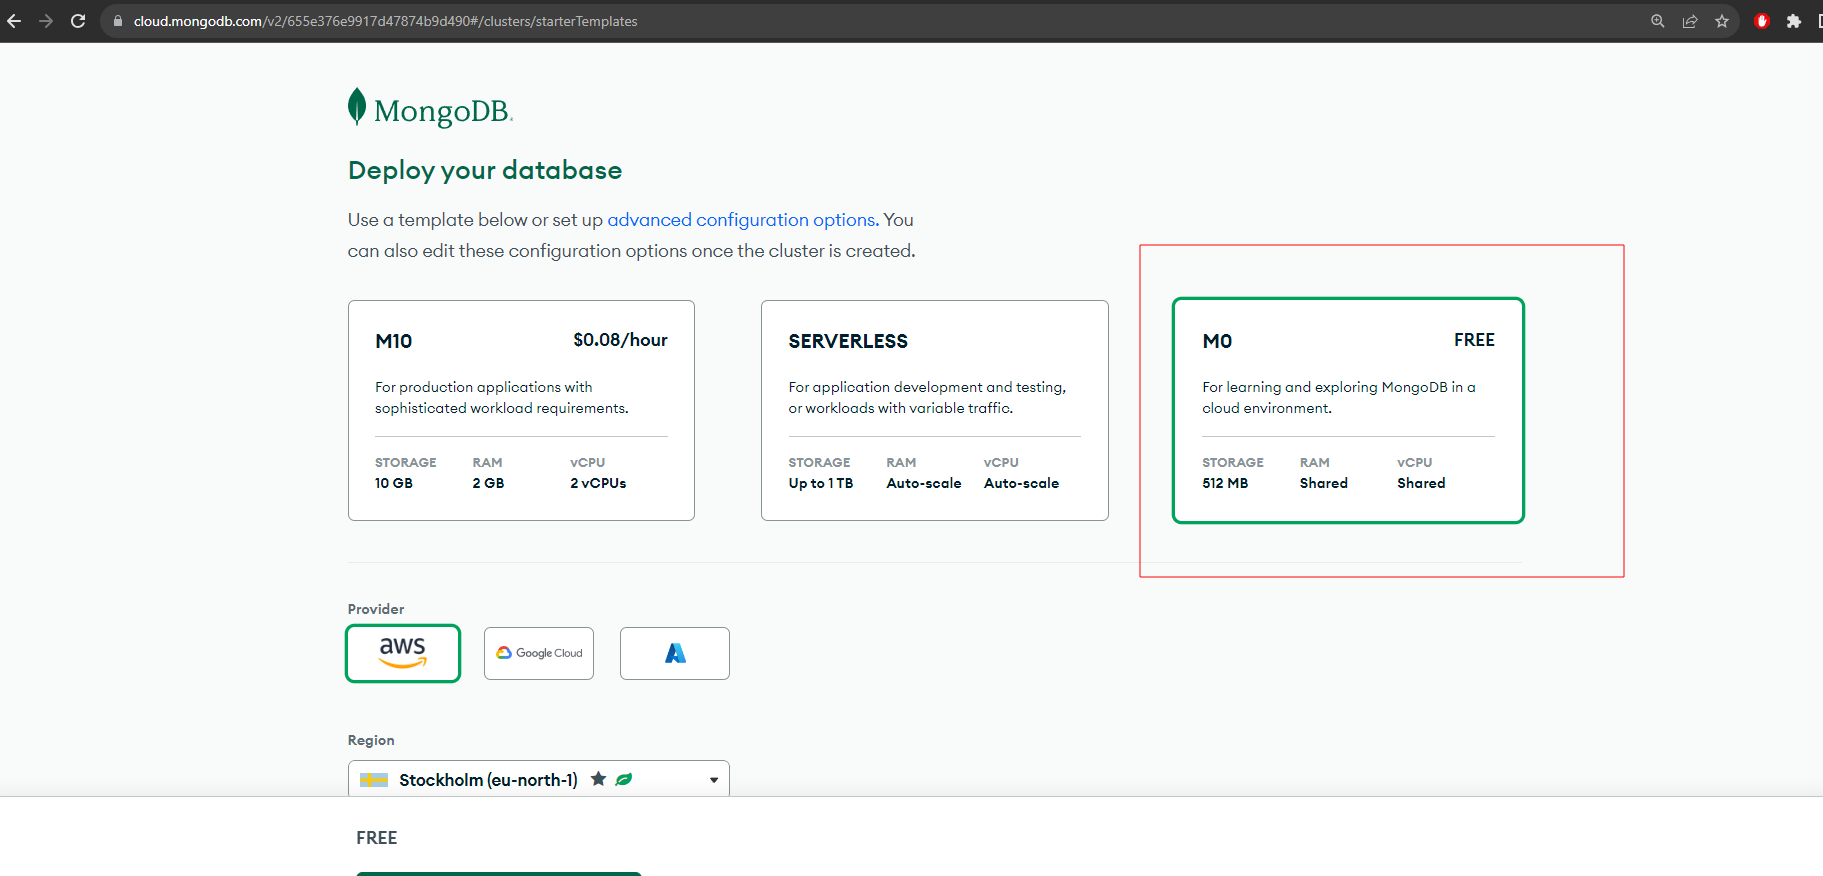 cloud.mongodb.com/v2/655e376e9917d47874b9d490#/clusters/starterTemplates
MongoDB.
Deploy your database
Use a template below or set up advanced configuration options. You
can also edit these configuration options once the cluster is created.
M10 $0.08/hour
For production applications with
sophisticated workload requirements.
STORAGE RAM vCPU
10 GB 2 GB 2 vCPUs
SERVERLESS
For application development and testing,
or workloads with variable traffic.
STORAGE RAM vCPU
Up to 1 TB Auto-scale Auto-scale
M0 FREE
For learning and exploring MongoDB in a
cloud environment.
STORAGE RAM vCPU
512 MB Shared Shared
Provider
aws
Google Cloud
Region
Stockholm (eu-north-1)
FREE